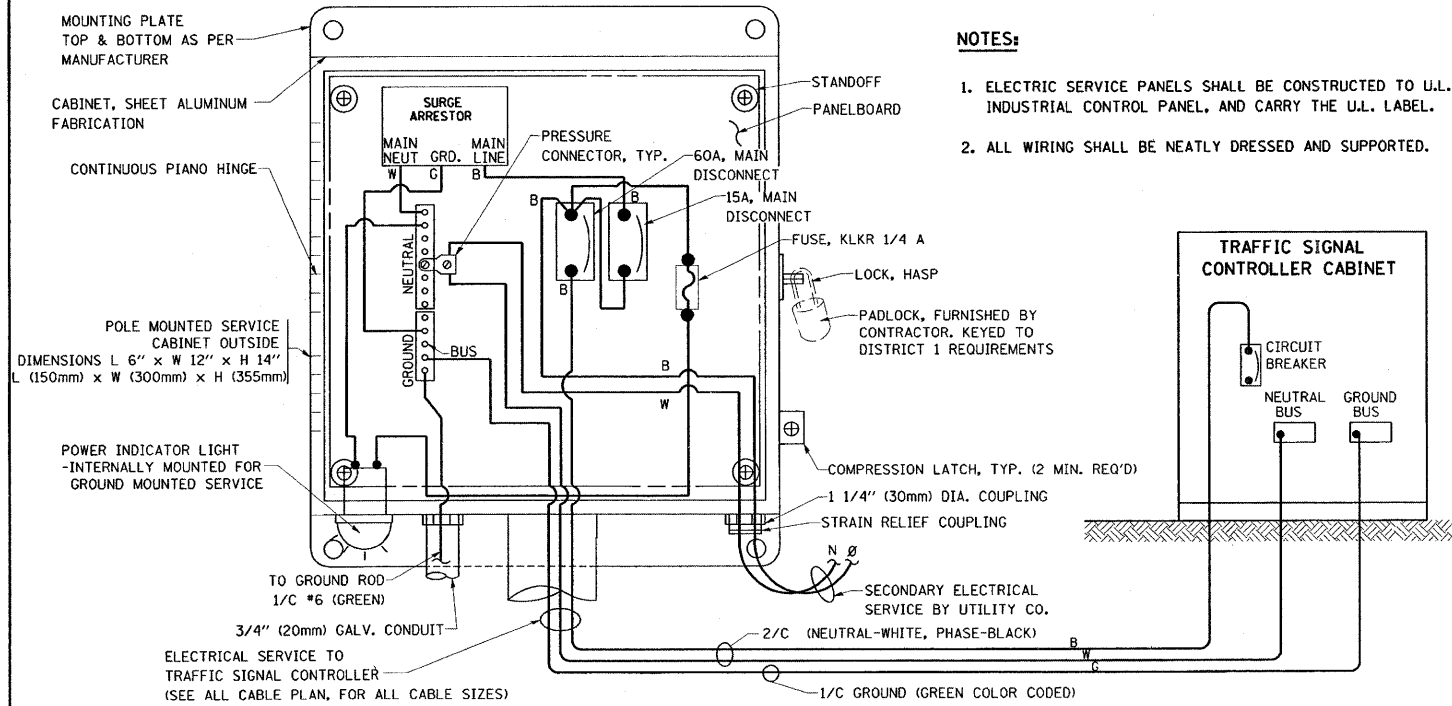 MOUNTING PLATE
TOP & BOTTOM AS PER
MANUFACTURER
CABINET, SHEET ALUMINUM
FABRICATION
CONTINUOUS PIANO HINGE
POLE MOUNTED SERVICE
CABINET OUTSIDE
DIMENSIONS L 6" x W 12" x H 14"
L (150mm) x W (300mm) x H (355mm)
POWER INDICATOR LIGHT
-INTERNALLY MOUNTED FOR
GROUND MOUNTED SERVICE
TO GROUND ROD
1/C #6 (GREEN)
3/4" (20mm) GALV. CONDUIT
ELECTRICAL SERVICE TO
TRAFFIC SIGNAL CONTROLLER
(SEE ALL CABLE PLAN, FOR ALL CABLE SIZES)
SURGE
ARRESTOR
MAIN
NEUT
GRD.
MAIN
LINE
W
G
B
NEUTRAL
GROUND
BUS
PRESSURE
CONNECTOR, TYP.
STANDOFF
PANELBOARD
60A, MAIN
DISCONNECT
15A, MAIN
DISCONNECT
B
B
B
FUSE, KLKR 1/4 A
LOCK, HASP
PADLOCK, FURNISHED BY
CONTRACTOR. KEYED TO
DISTRICT 1 REQUIREMENTS
B
W
COMPRESSION LATCH, TYP. (2 MIN. REQ'D)
1 1/4" (30mm) DIA. COUPLING
STRAIN RELIEF COUPLING
N Ø
SECONDARY ELECTRICAL
SERVICE BY UTILITY CO.
2/C (NEUTRAL-WHITE, PHASE-BLACK)
B
W
G
1/C GROUND (GREEN COLOR CODED)
NOTES:
1. ELECTRIC SERVICE PANELS SHALL BE CONSTRUCTED TO U.L.
INDUSTRIAL CONTROL PANEL, AND CARRY THE U.L. LABEL.
2. ALL WIRING SHALL BE NEATLY DRESSED AND SUPPORTED.
TRAFFIC SIGNAL
CONTROLLER CABINET
CIRCUIT
BREAKER
NEUTRAL
BUS
GROUND
BUS